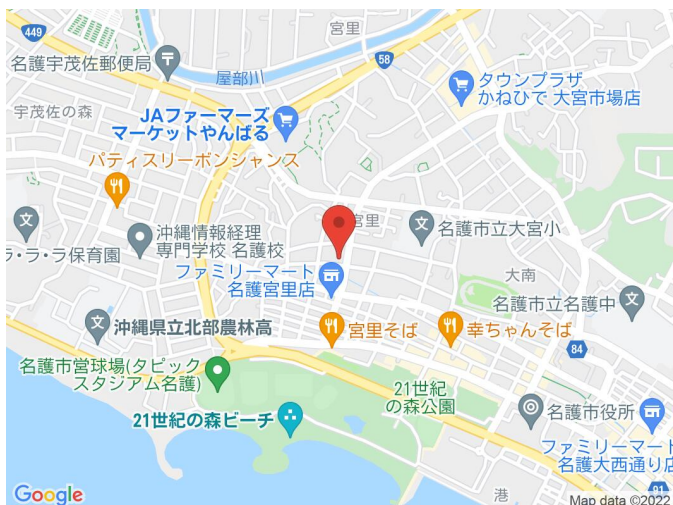 449
宮里
名護宇茂佐郵便局
屋部川
58
タウンプラザ
かねひで 大宮市場店
宇茂佐の森
JAファーマーズ
マーケットやんばる
パティスリーボンシャンス
宮里
沖縄情報経理
専門学校 名護校
名護市立大宮小
ラ・ラ・ラ保育園
ファミリーマート
名護宮里店
大南
名護市立名護中
沖縄県立北部農林高
宮里そば
幸ちゃんそば
84
名護市営球場(タピック
スタジアム名護)
21世紀
の森公園
21世紀の森ビーチ
名護市役所
ファミリーマート
名護大西通り店
91
港
Google
Map data ©2022